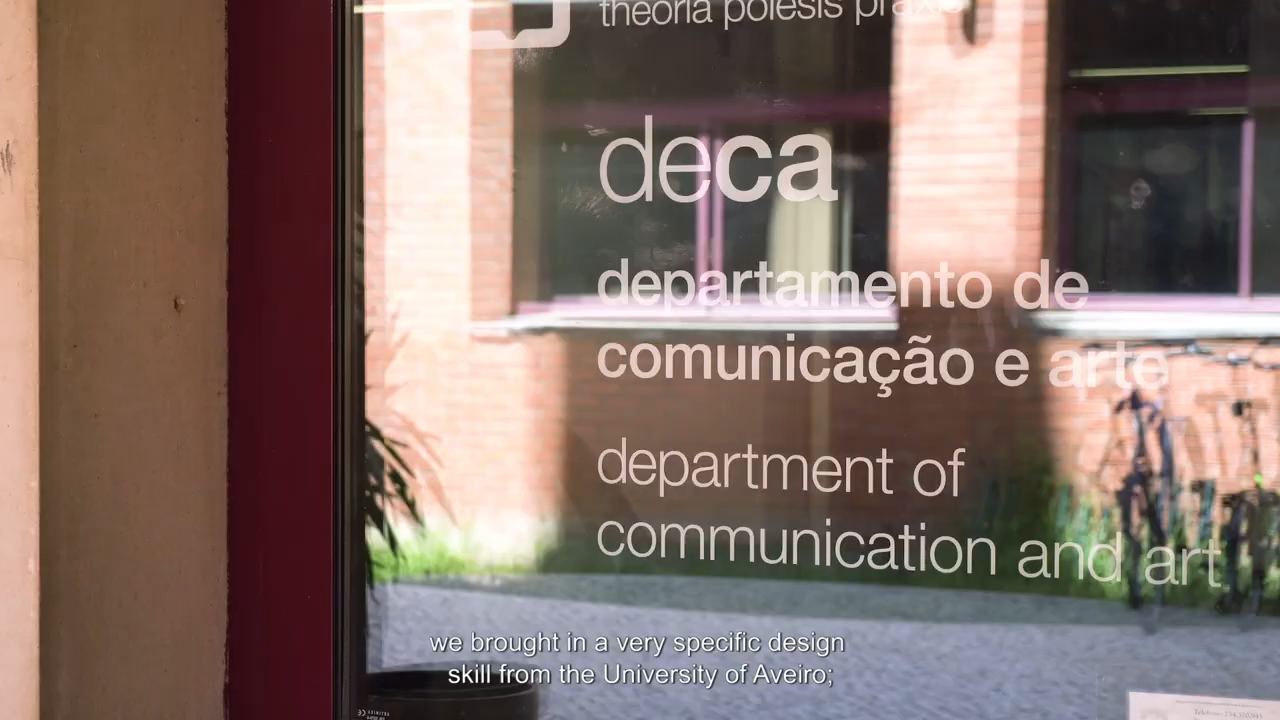 theoria poiesis praxis
deca
departamento de
comunicação e arte
department of
communication and art
we brought in a very specific design
skill from the University of Aveiro;